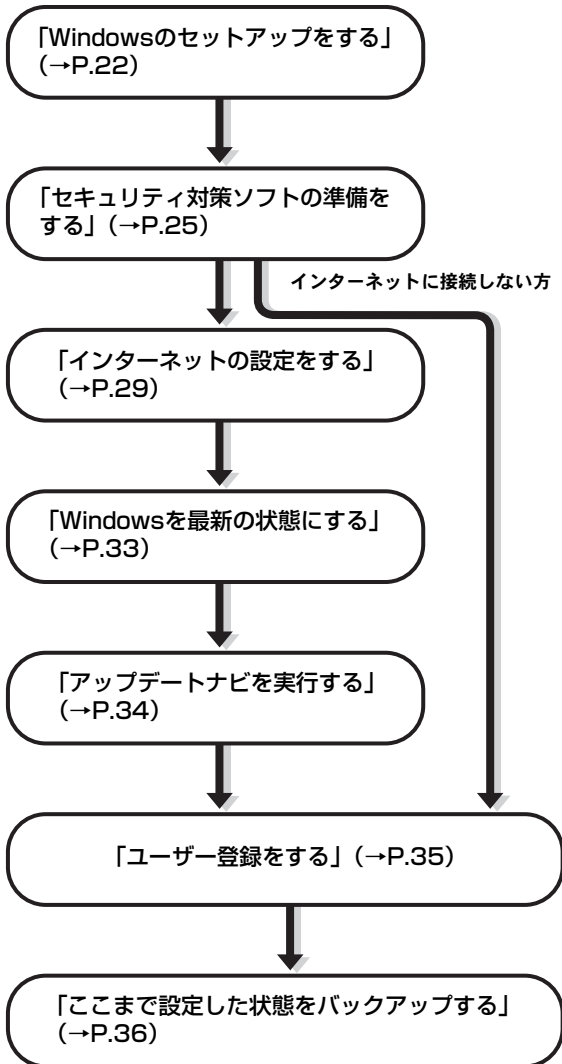 「Windowsのセットアップをする」
（→P.22）
「セキュリティ対策ソフトの準備を
する」（→P.25）
インターネットに接続しない方
「インターネットの設定をする」
（→P.29）
「Windowsを最新の状態にする」
（→P.33）
「アップデートナビを実行する」
（→P.34）
「ユーザー登録をする」（→P.35）
「ここまで設定した状態をバックアップする」
（→P.36）